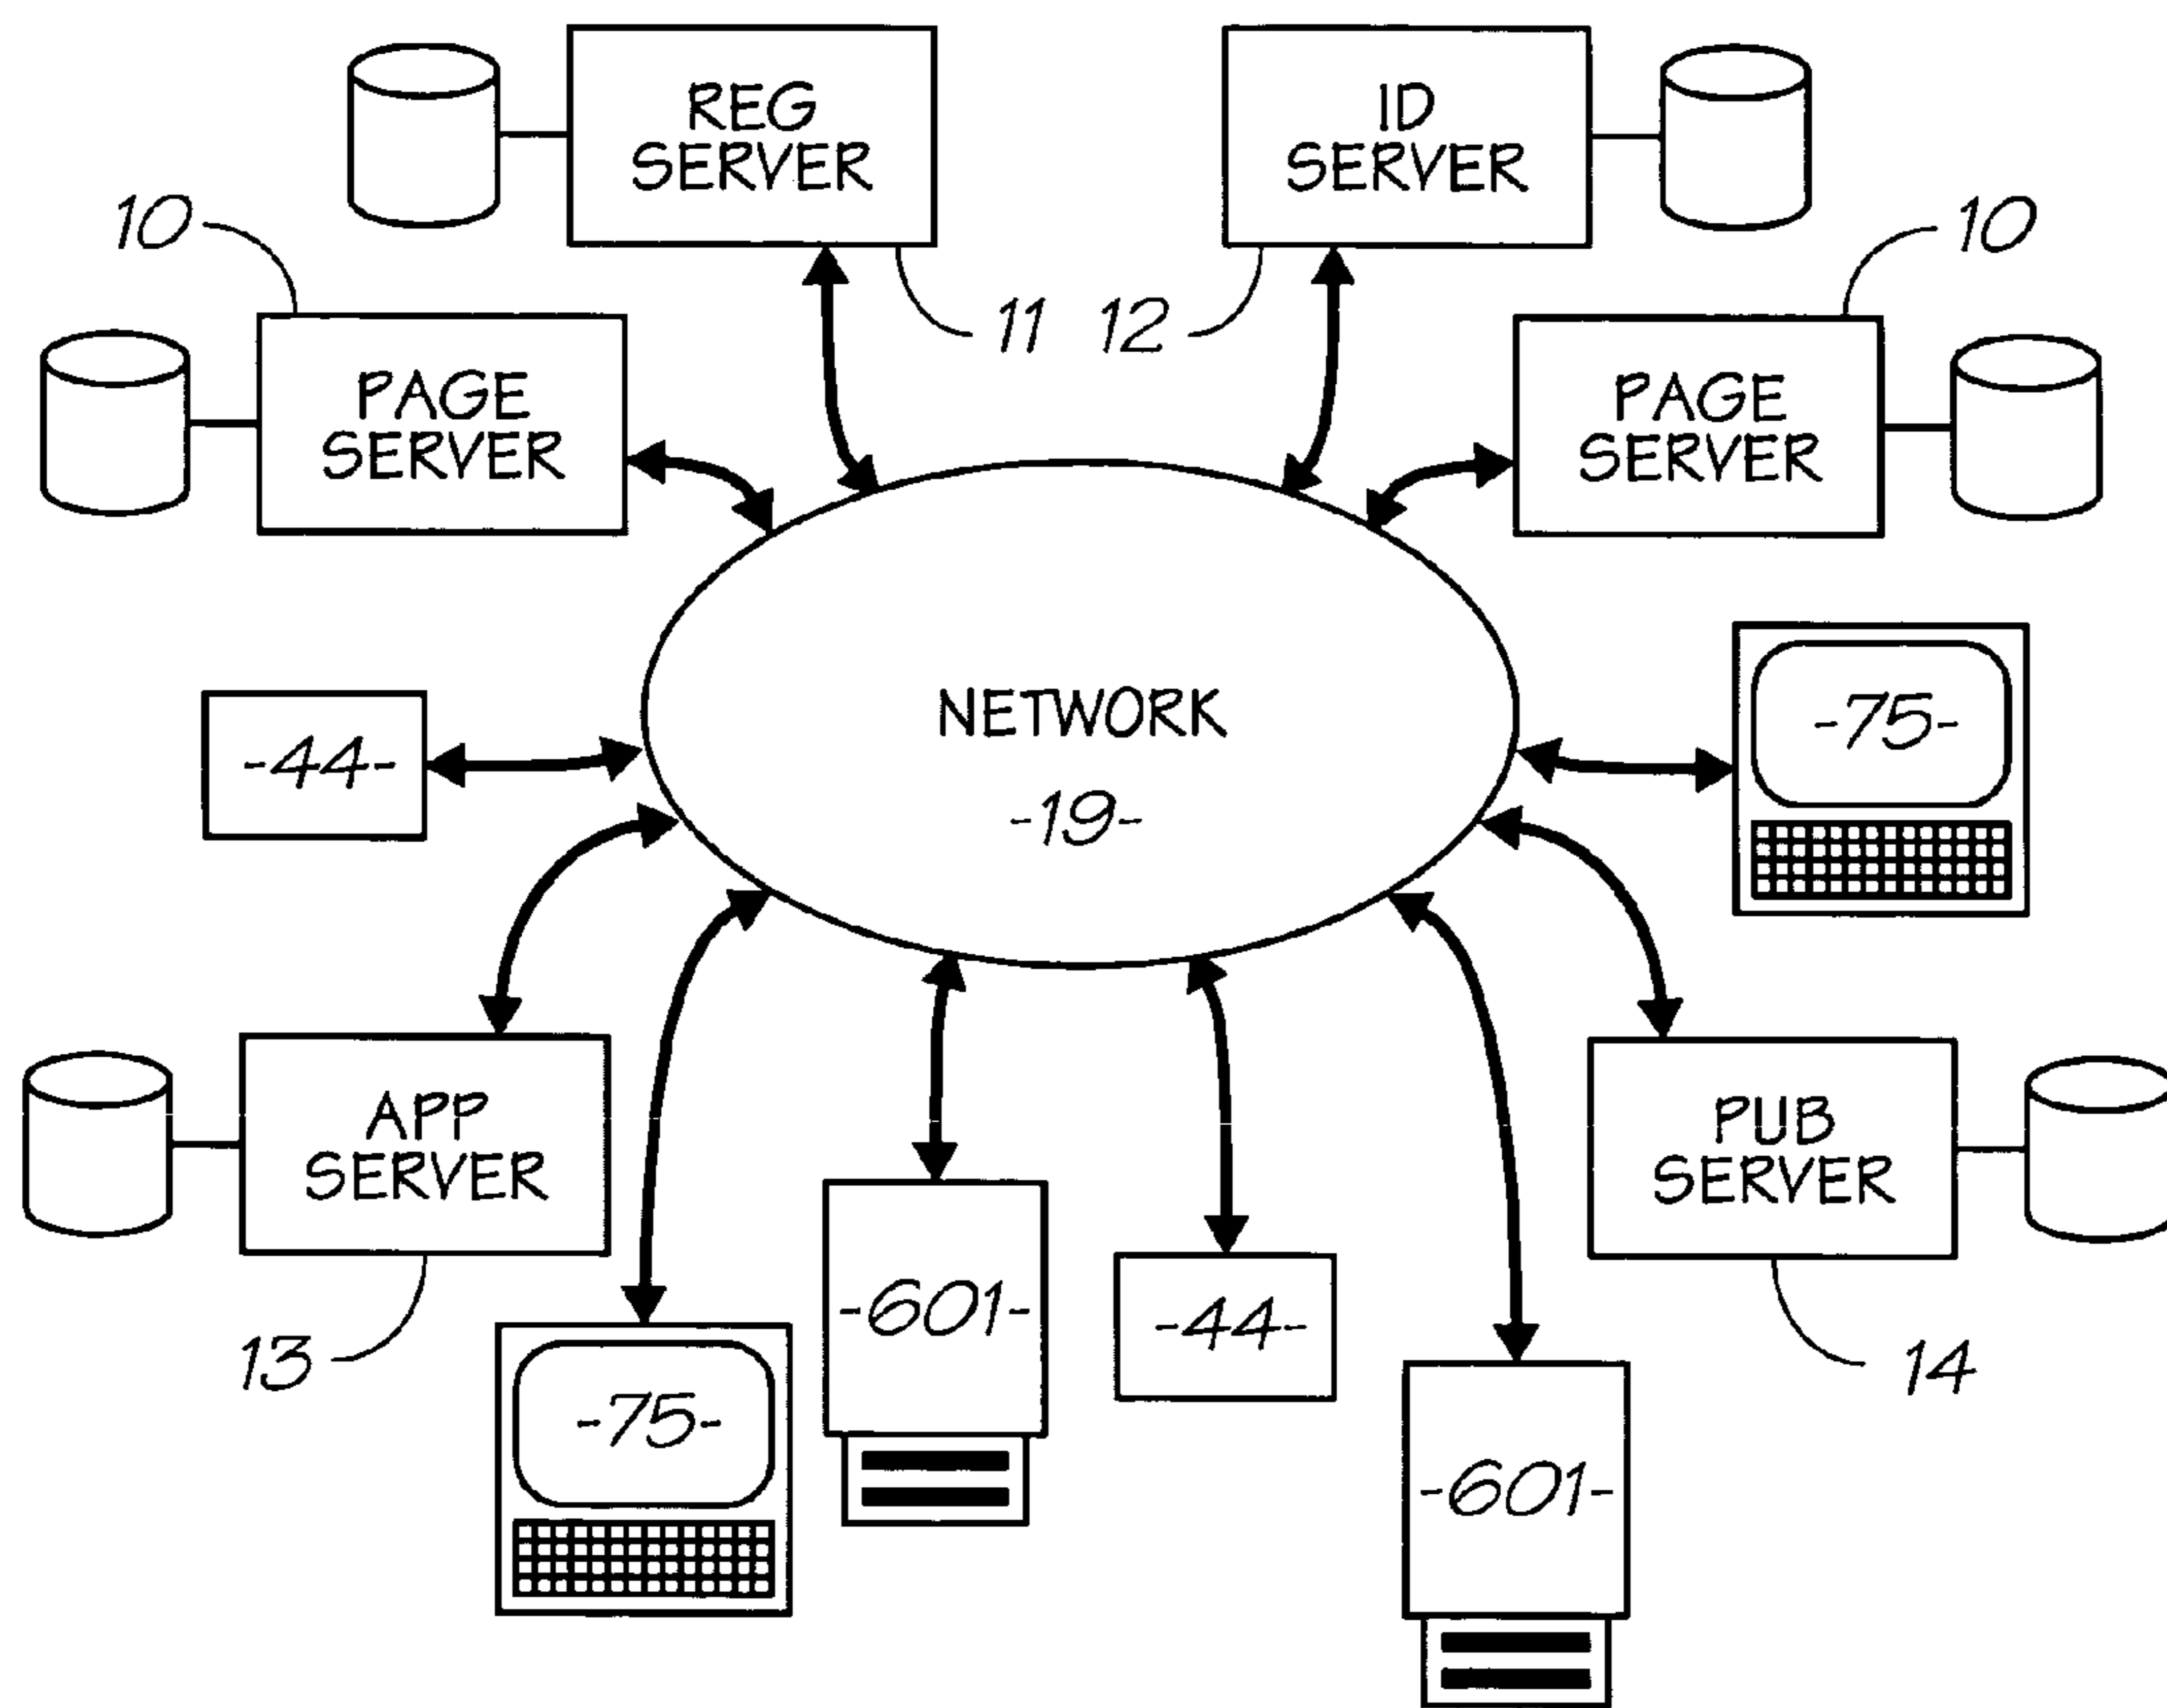 REG
SERVER
ID
SERVER
10
10
11
12
PAGE
SERVER
PAGE
SERVER
NETWORK
-19-
-75-
-44-
APP
SERVER
PUB
SERVER
-601-
-44-
13
14
-75-
-601-